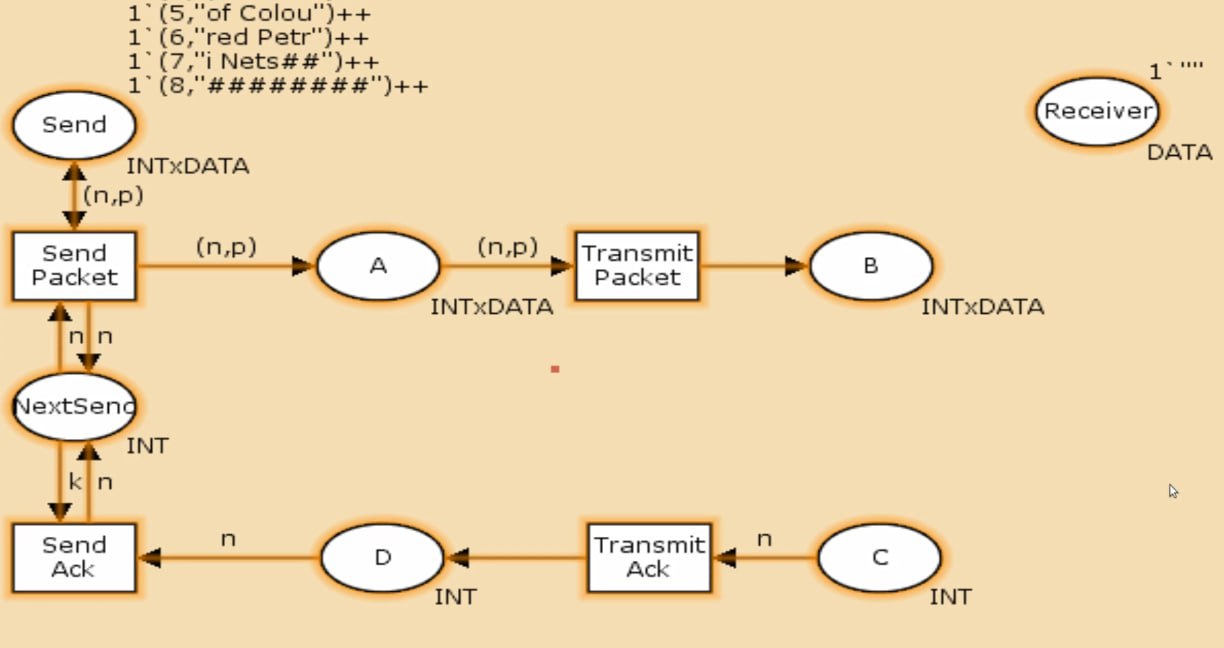 1`(5,"of Colou")++
1`(6,"red Petr")++
1`(7,"i Nets##")++
1`(8,"########")++
1`""
Send
Receiver
DATA
INTxDATA
(n,p)
Send
Packet
(n,p)
A
(n,p)
Transmit
Packet
B
INTxDATA
INTxDATA
n n
NextSend
INT
k n
Send
Ack
n
D
Transmit
Ack
n
C
INT
INT